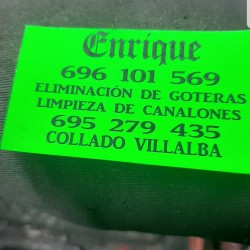 Enrique
696 101 569
ELIMINACIÓN DE GOTERAS
LIMPIEZA DE CANALONES
695 279 435
COLLADO VILLALBA